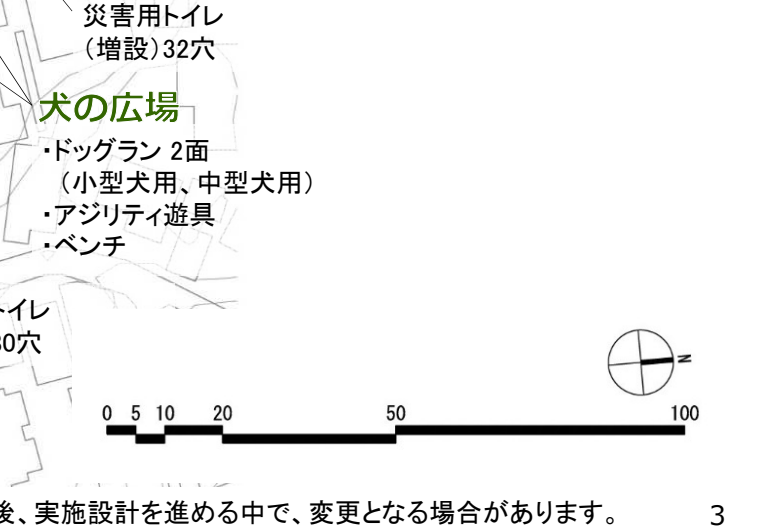 災害用トイレ
（増設）32穴
犬の広場
・ドッグラン 2面
（小型犬用、中型犬用）
・アジリティ遊具
・ベンチ
トイレ
30穴
N
0 5 10 20 50 100
後、実施設計を進める中で、変更となる場合があります。 3